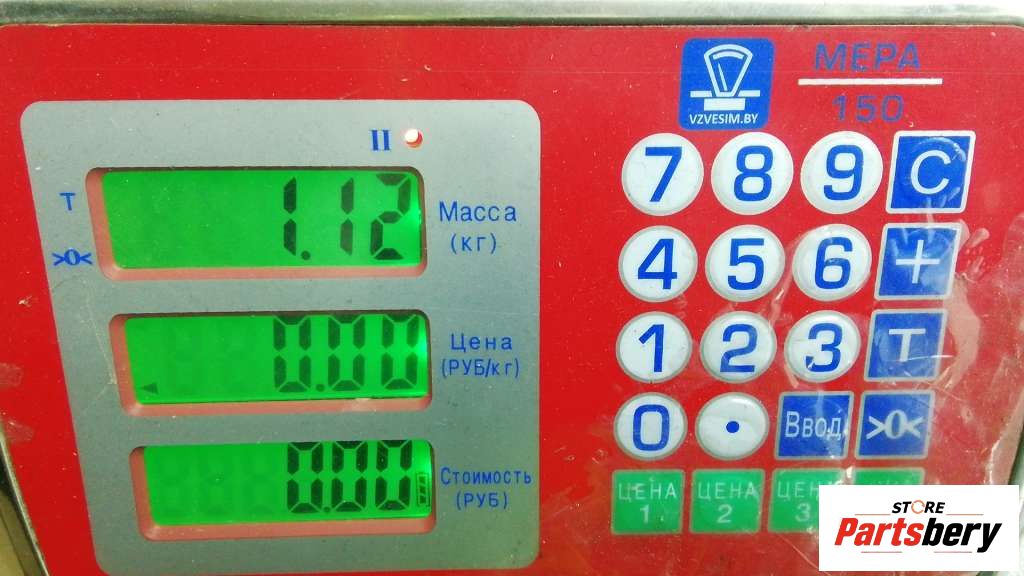 II
T
>0<
1.12
Масса
(кг)
0.00
Цена
(РУБ/кг)
0.00
Стоимость
(РУБ)
VZVESIM.BY
МЕРА
150
7 8 9 C
4 5 6 +
1 2 3 T
0 . Ввод >0<
ЦЕНА 1
ЦЕНА 2
ЦЕН 3
STORE
Partsbery